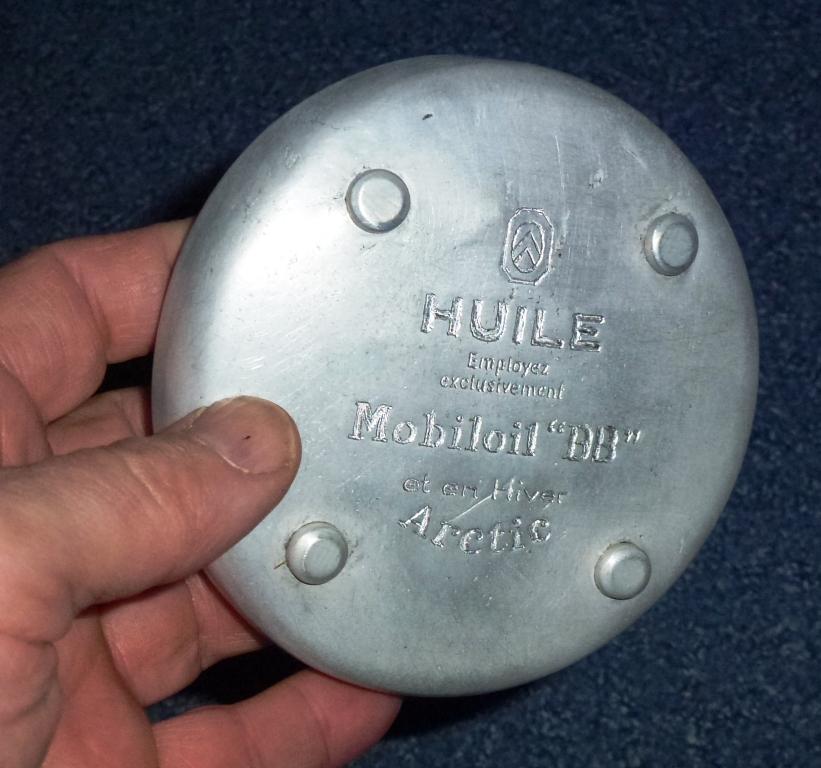 HUILE
Employez
exclusivement
Mobiloil "BB"
et en Hiver
Arctic